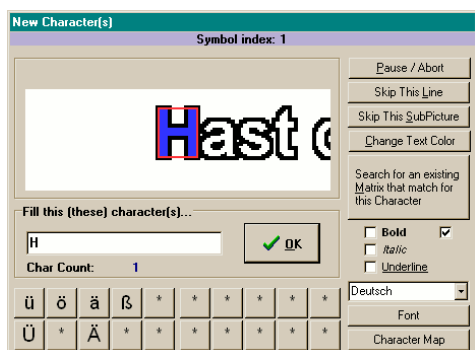 New Character(s)
Symbol index: 1
Hast
Pause / Abort
Skip This Line
Skip This SubPicture
Change Text Color
Search for an existing
Matrix that match for
this Character
Fill this (these) character(s)...
H
OK
Char Count: 1
Bold
Italic
Underline
Deutsch
Font
Character Map
ü ö ä ß * * * * * *
Ü * Ä * * * * * * *